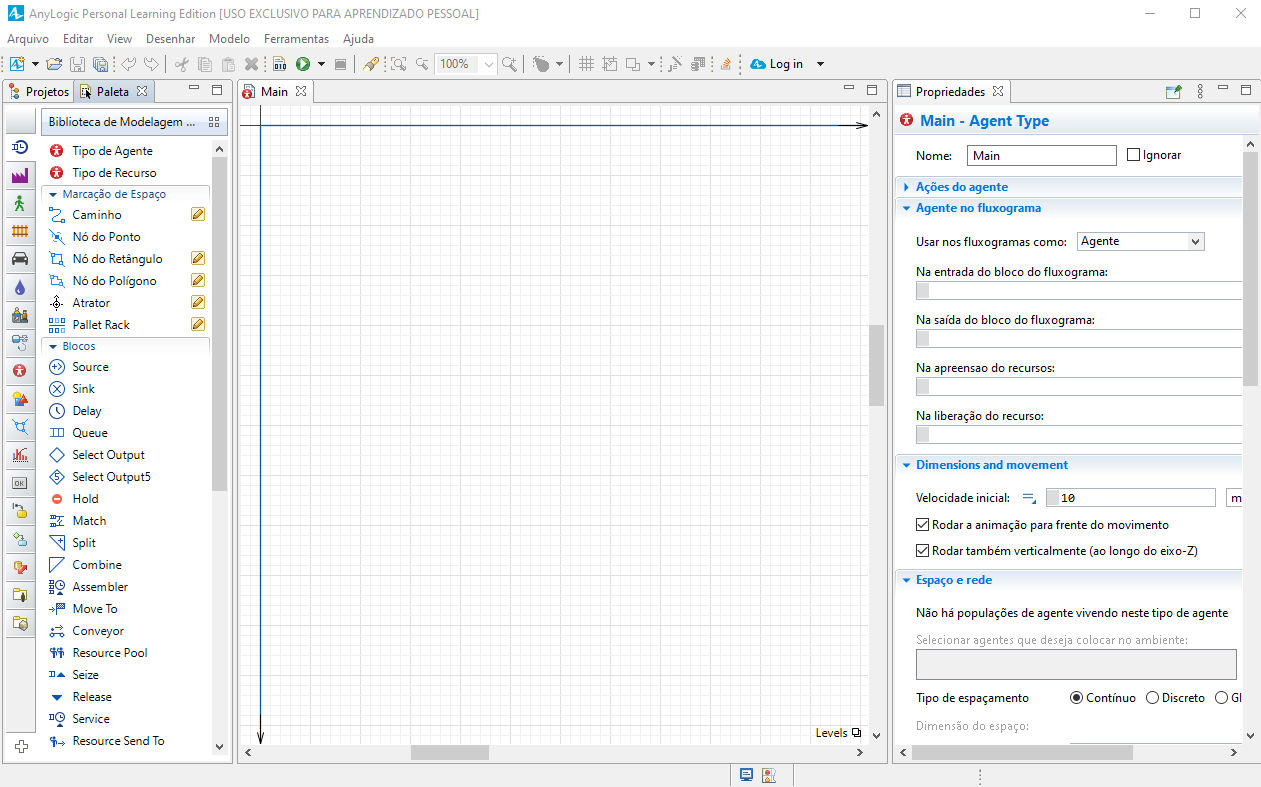 AnyLogic Personal Learning Edition [USO EXCLUSIVO PARA APRENDIZADO PESSOAL]
Arquivo Editar View Desenhar Modelo Ferramentas Ajuda
010 100% Log in
Projetos Paleta
Biblioteca de Modelagem ...
Tipo de Agente
Tipo de Recurso
Marcação de Espaço
Caminho
Nó do Ponto
Nó do Retângulo
Nó do Polígono
Atrator
Pallet Rack
Blocos
Source
Sink
Delay
Queue
Select Output
Select Output5
Hold
Match
Split
Combine
Assembler
Move To
Conveyor
Resource Pool
Seize
Release
Service
Resource Send To
OK
Main
Levels
Propriedades
Main - Agent Type
Nome: Main Ignorar
Ações do agente
Agente no fluxograma
Usar nos fluxogramas como: Agente
Na entrada do bloco do fluxograma:
Na saída do bloco do fluxograma:
Na apreensao do recursos:
Na liberação do recurso:
Dimensions and movement
Velocidade inicial: 10 m
Rodar a animação para frente do movimento
Rodar também verticalmente (ao longo do eixo-Z)
Espaço e rede
Não há populações de agente vivendo neste tipo de agente
Selecionar agentes que deseja colocar no ambiente:
Tipo de espaçamento Contínuo Discreto GI
Dimensão do espaço: